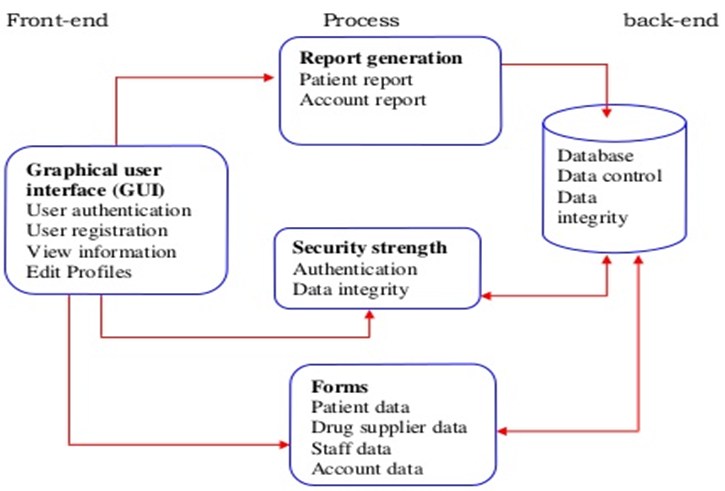 Front-end
Process
back-end
Report generation
Patient report
Account report
Graphical user
interface (GUI)
User authentication
User registration
View information
Edit Profiles
Database
Data control
Data
integrity
Security strength
Authentication
Data integrity
Forms
Patient data
Drug supplier data
Staff data
Account data